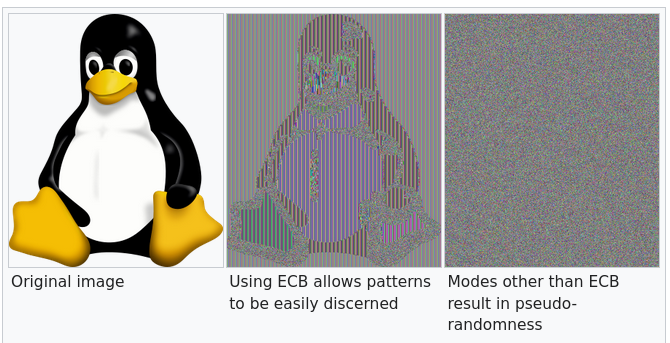 Original image
Using ECB allows patterns
to be easily discerned
Modes other than ECB
result in pseudo-
randomness